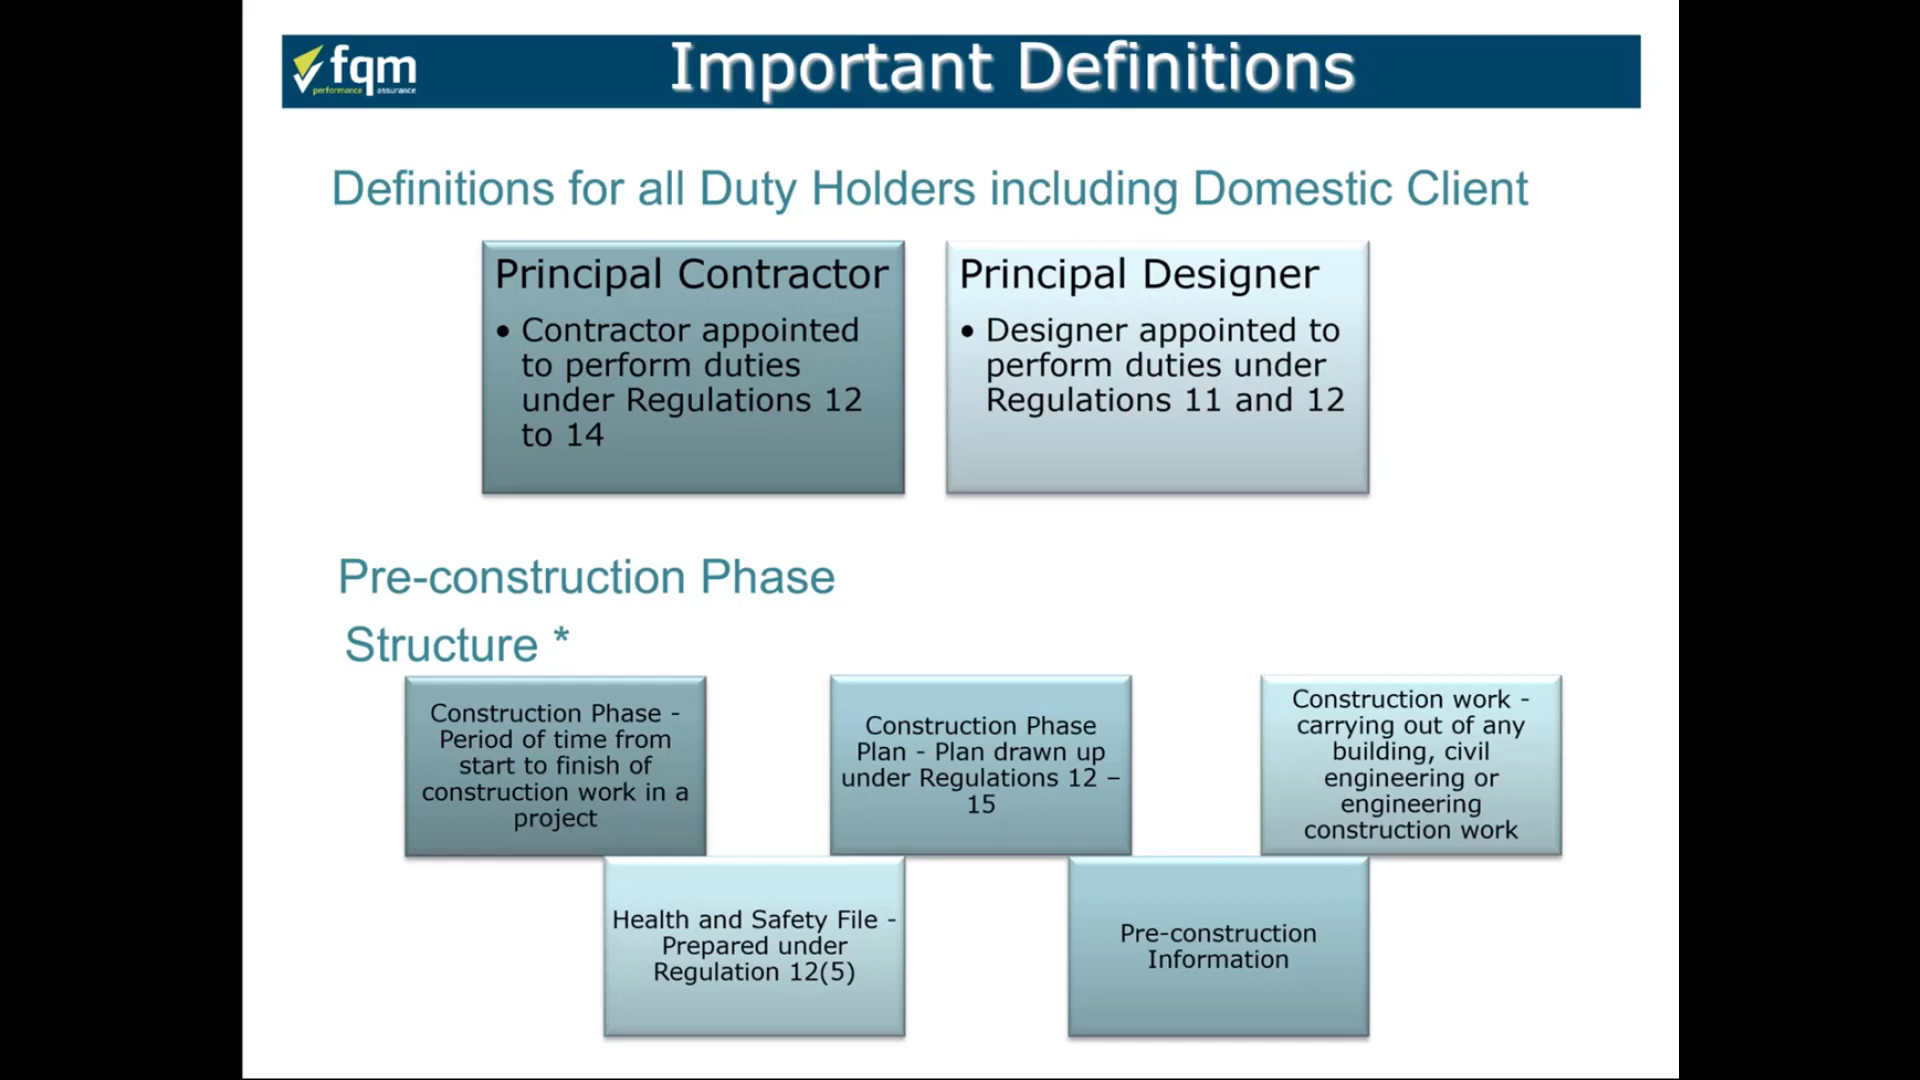 fqm
performance assurance
Important Definitions
Definitions for all Duty Holders including Domestic Client
Principal Contractor
• Contractor appointed
to perform duties
under Regulations 12
to 14
Principal Designer
• Designer appointed to
perform duties under
Regulations 11 and 12
Pre-construction Phase
Structure *
Construction Phase -
Period of time from
start to finish of
construction work in a
project
Construction Phase
Plan - Plan drawn up
under Regulations 12 –
15
Construction work -
carrying out of any
building, civil
engineering or
engineering
construction work
Health and Safety File -
Prepared under
Regulation 12(5)
Pre-construction
Information